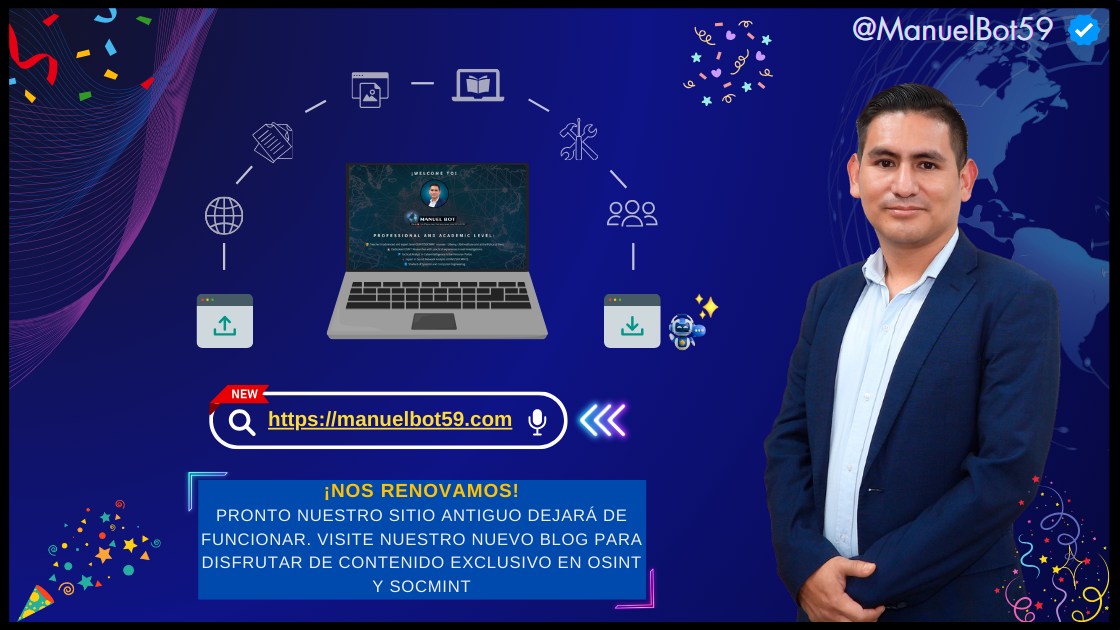 @ManuelBot59
¡WELCOME TO!
MANUEL BOT
PROFESSIONAL AND ACADEMIC LEVEL:
NEW
https://manuelbot59.com
¡NOS RENOVAMOS!
PRONTO NUESTRO SITIO ANTIGUO DEJARÁ DE
FUNCIONAR. VISITE NUESTRO NUEVO BLOG PARA
DISFRUTAR DE CONTENIDO EXCLUSIVO EN OSINT
Y SOCMINT